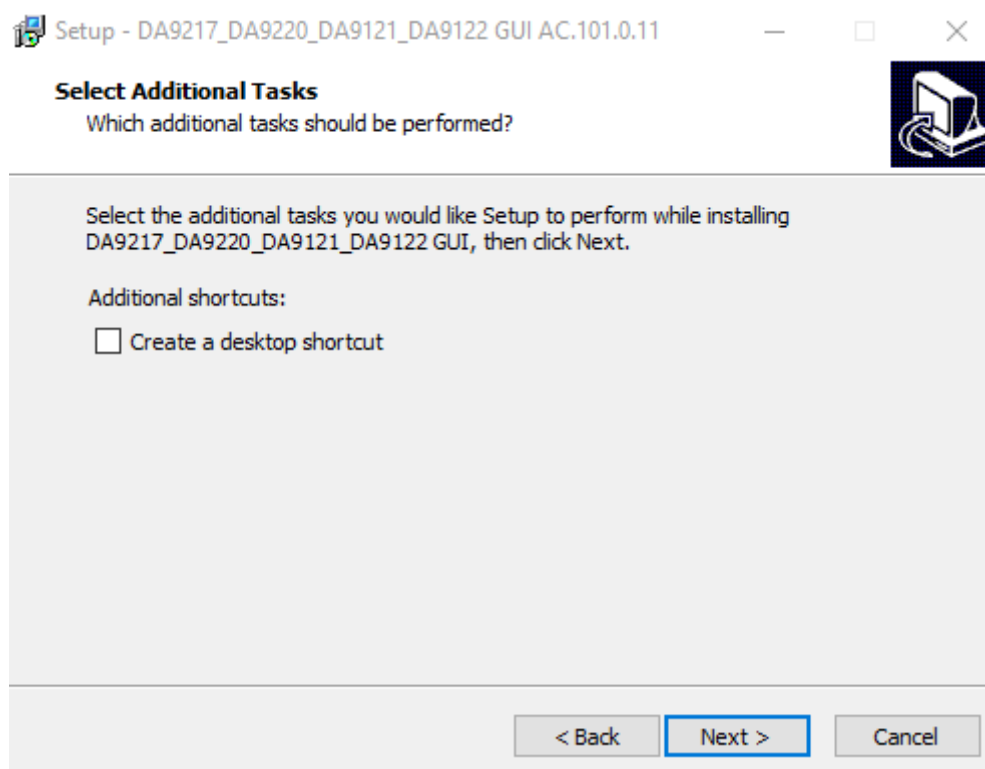 Setup - DA9217_DA9220_DA9121_DA9122 GUI AC.101.0.11
Select Additional Tasks
Which additional tasks should be performed?
Select the additional tasks you would like Setup to perform while installing
DA9217_DA9220_DA9121_DA9122 GUI, then click Next.
Additional shortcuts:
Create a desktop shortcut
< Back
Next >
Cancel